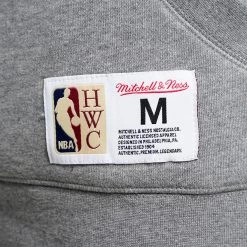 Mitchell & Ness
HWC
NBA
M
MITCHELL & NESS NOSTALGIA CO.
AUTHENTIC LICENSED APPAREL
DESIGNED IN PHILADELPHIA, PA.
ESTABLISHED 1904
AUTHENTIC, PREMIUM, LEGENDARY.